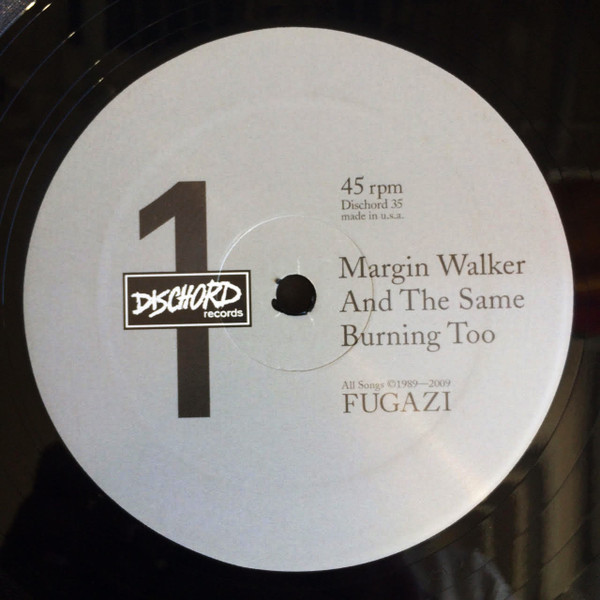 1
DISCHORD
records
45 rpm
Dischord 35
made in u.s.a.
Margin Walker
And The Same
Burning Too
All Songs ©1989—2009
FUGAZI